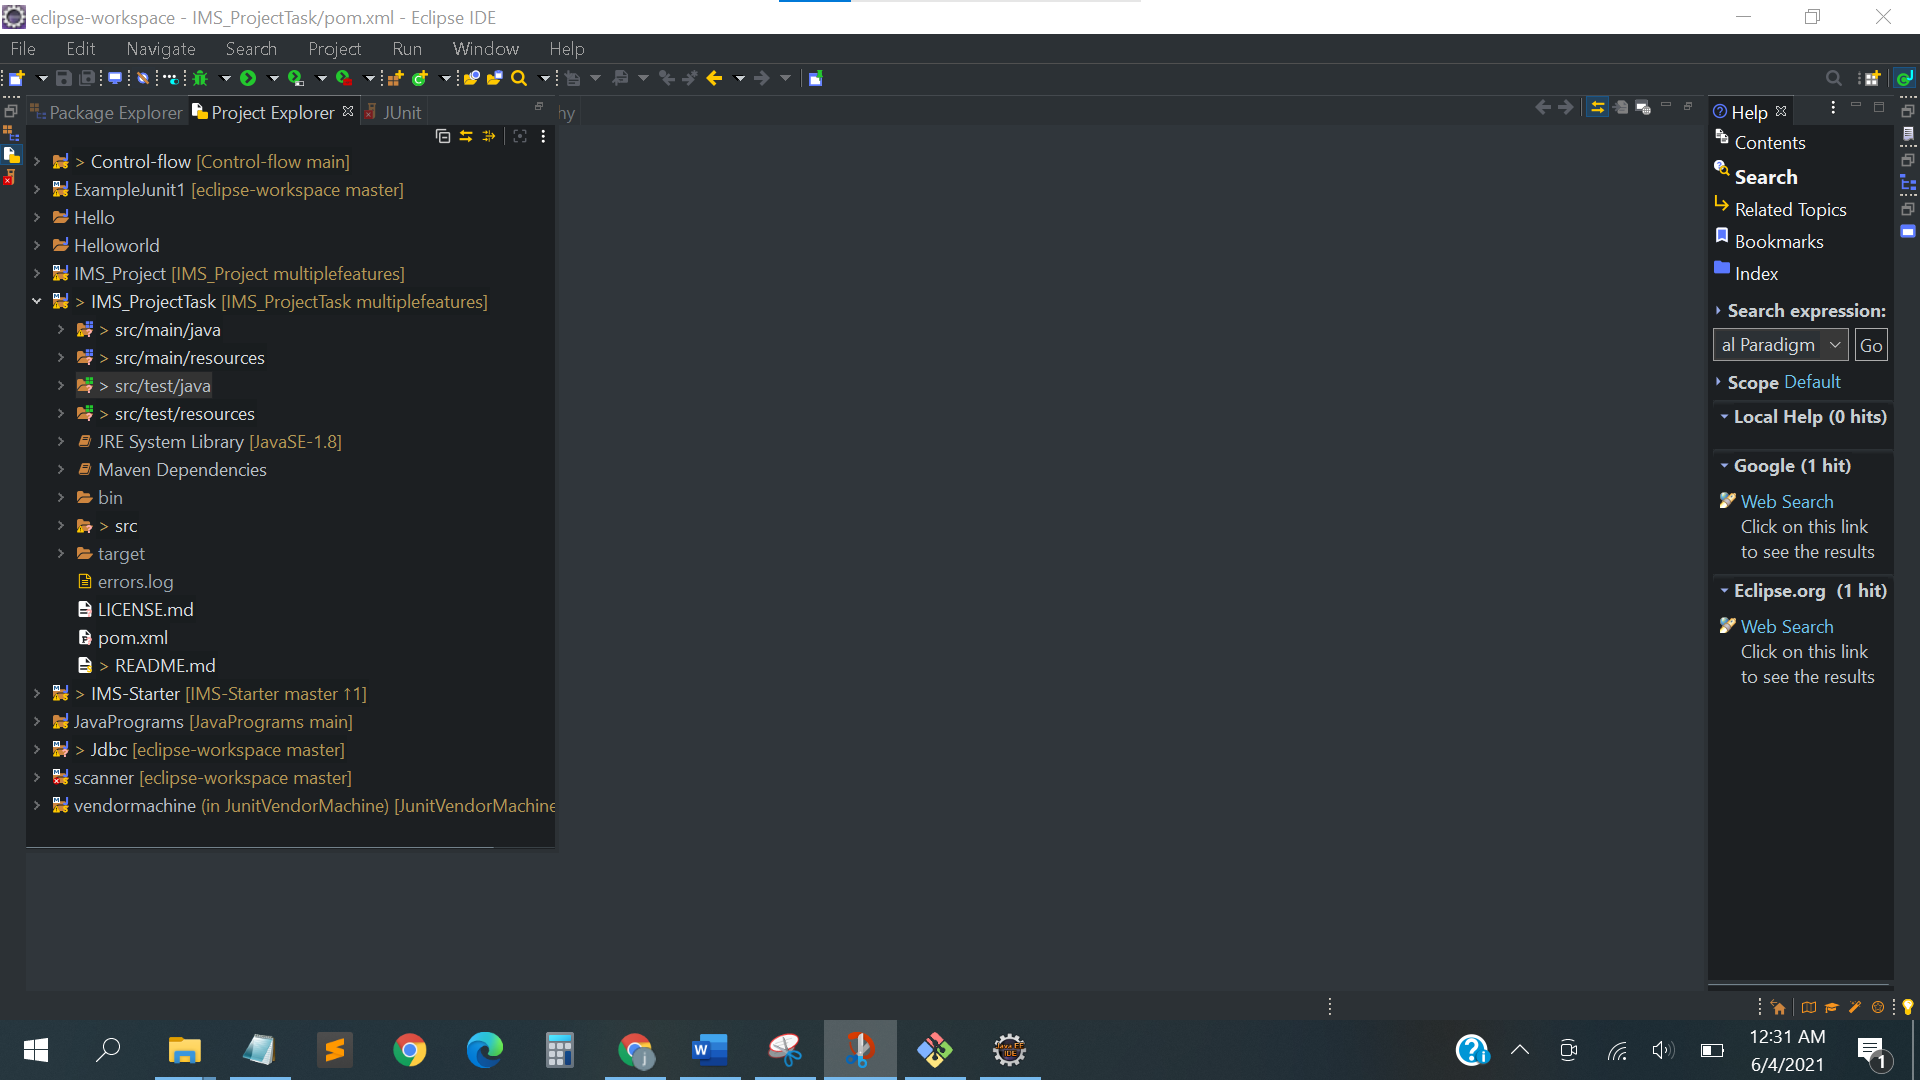 eclipse-workspace - IMS_ProjectTask/pom.xml - Eclipse IDE
File Edit Navigate Search Project Run Window Help
Package Explorer Project Explorer JUnit hy
> Control-flow [Control-flow main]
ExampleJunit1 [eclipse-workspace master]
Hello
Helloworld
IMS_Project [IMS_Project multiplefeatures]
> IMS_ProjectTask [IMS_ProjectTask multiplefeatures]
> src/main/java
> src/main/resources
> src/test/java
> src/test/resources
JRE System Library [JavaSE-1.8]
Maven Dependencies
bin
> src
target
errors.log
LICENSE.md
pom.xml
> README.md
> IMS-Starter [IMS-Starter master ↑1]
JavaPrograms [JavaPrograms main]
> Jdbc [eclipse-workspace master]
scanner [eclipse-workspace master]
vendormachine (in JunitVendorMachine) [JunitVendorMachine
Help
Contents
Search
Related Topics
Bookmarks
Index
Search expression:
al Paradigm Go
Scope Default
Local Help (0 hits)
Google (1 hit)
Web Search
Click on this link
to see the results
Eclipse.org (1 hit)
Web Search
Click on this link
to see the results
12:31 AM
6/4/2021
1